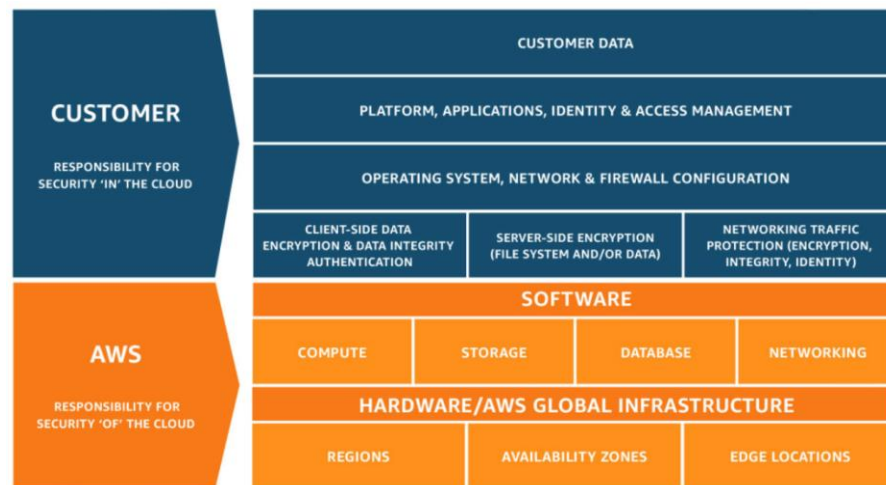 CUSTOMER
RESPONSIBILITY FOR
SECURITY ‘IN’ THE CLOUD
CUSTOMER DATA
PLATFORM, APPLICATIONS, IDENTITY & ACCESS MANAGEMENT
OPERATING SYSTEM, NETWORK & FIREWALL CONFIGURATION
CLIENT-SIDE DATA
ENCRYPTION & DATA INTEGRITY
AUTHENTICATION
SERVER-SIDE ENCRYPTION
(FILE SYSTEM AND/OR DATA)
NETWORKING TRAFFIC
PROTECTION (ENCRYPTION,
INTEGRITY, IDENTITY)
AWS
RESPONSIBILITY FOR
SECURITY ‘OF’ THE CLOUD
SOFTWARE
COMPUTE
STORAGE
DATABASE
NETWORKING
HARDWARE/AWS GLOBAL INFRASTRUCTURE
REGIONS
AVAILABILITY ZONES
EDGE LOCATIONS